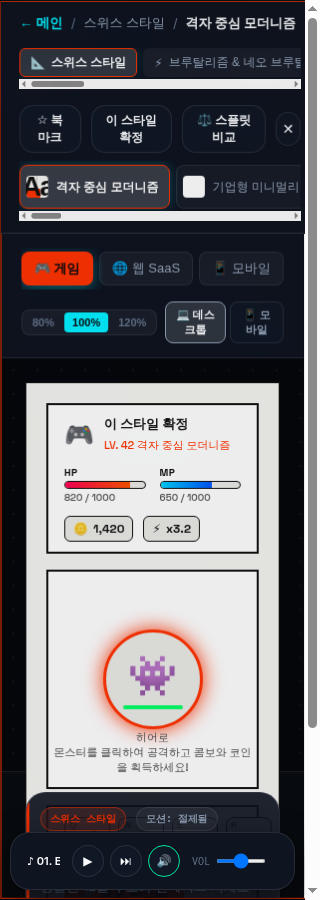 ← 메인 / 스위스 스타일 / 격자 중심 모더니즘
스위스 스타일
⚡ 브루탈리즘 & 네오 브루탈
☆ 북
마크
이 스타일
확정
⚖️ 스플릿
비교
✕
Aa 격자 중심 모더니즘
기업형 미니멀리
🎮 게임
🌐 웹 SaaS
📱 모바일
80% 100% 120%
💻 데스
크톱
📱 모
바일
이 스타일 확정
LV. 42 격자 중심 모더니즘
HP
MP
820 / 1000
650 / 1000
🪙 1,420
⚡ x3.2
히어로
몬스터를 클릭하여 공격하고 콤보와 코인
을 획득하세요!
스위스 스타일
모션: 절제됨
♪ 01. E
VOL